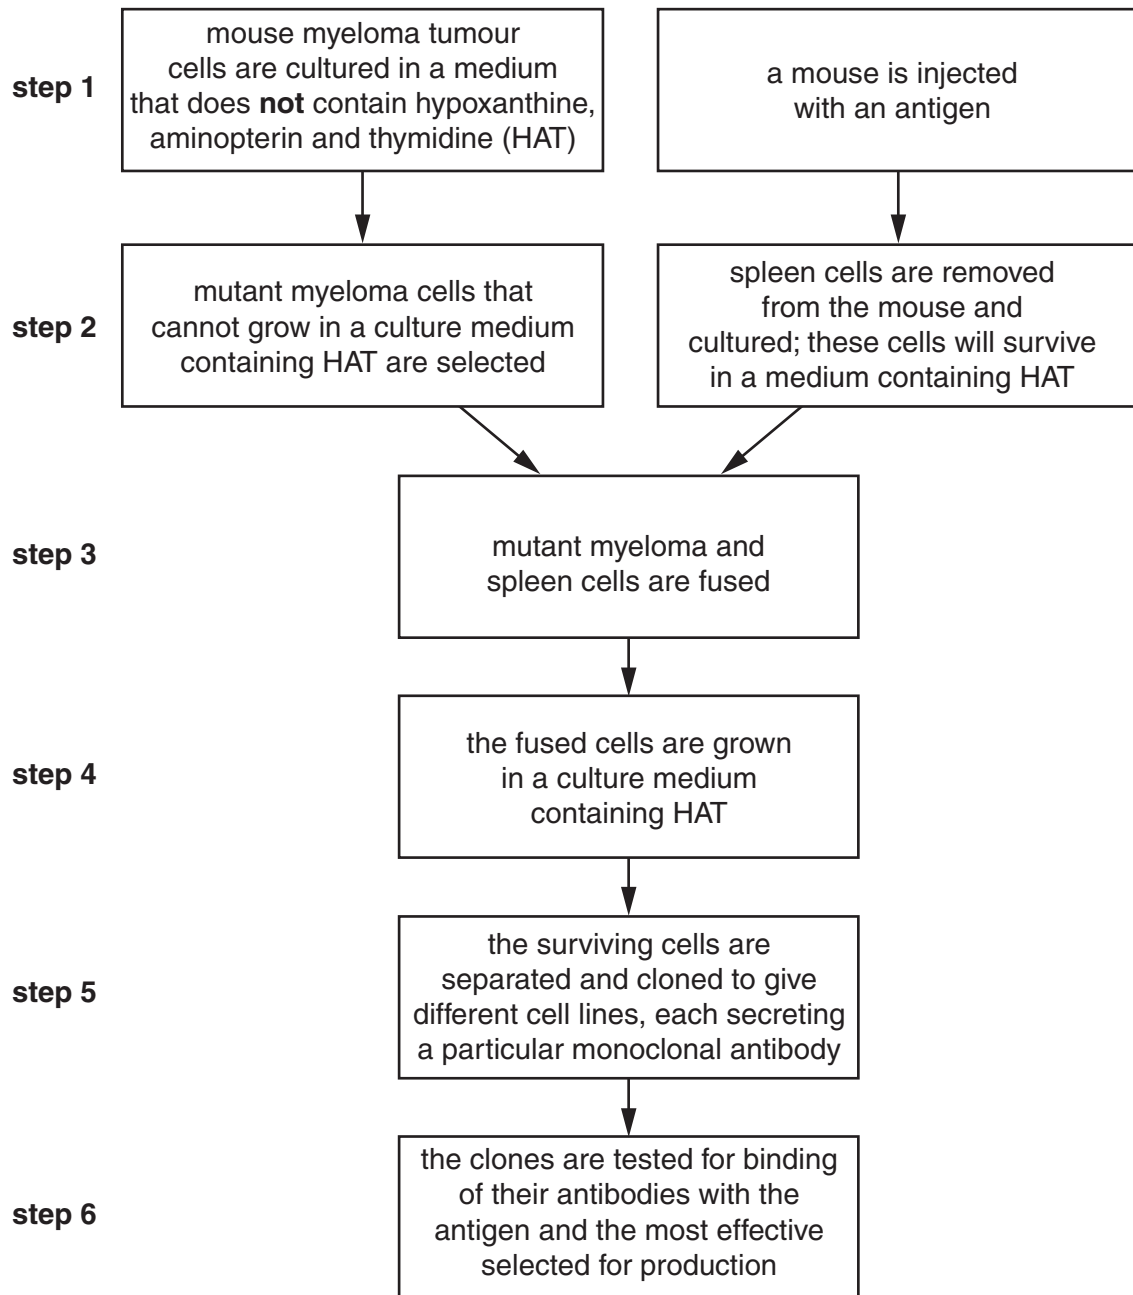 step 1
mouse myeloma tumour
cells are cultured in a medium
that does not contain hypoxanthine,
aminopterin and thymidine (HAT)
a mouse is injected
with an antigen
step 2
mutant myeloma cells that
cannot grow in a culture medium
containing HAT are selected
spleen cells are removed
from the mouse and
cultured; these cells will survive
in a medium containing HAT
step 3
mutant myeloma and
spleen cells are fused
step 4
the fused cells are grown
in a culture medium
containing HAT
step 5
the surviving cells are
separated and cloned to give
different cell lines, each secreting
a particular monoclonal antibody
step 6
the clones are tested for binding
of their antibodies with the
antigen and the most effective
selected for production